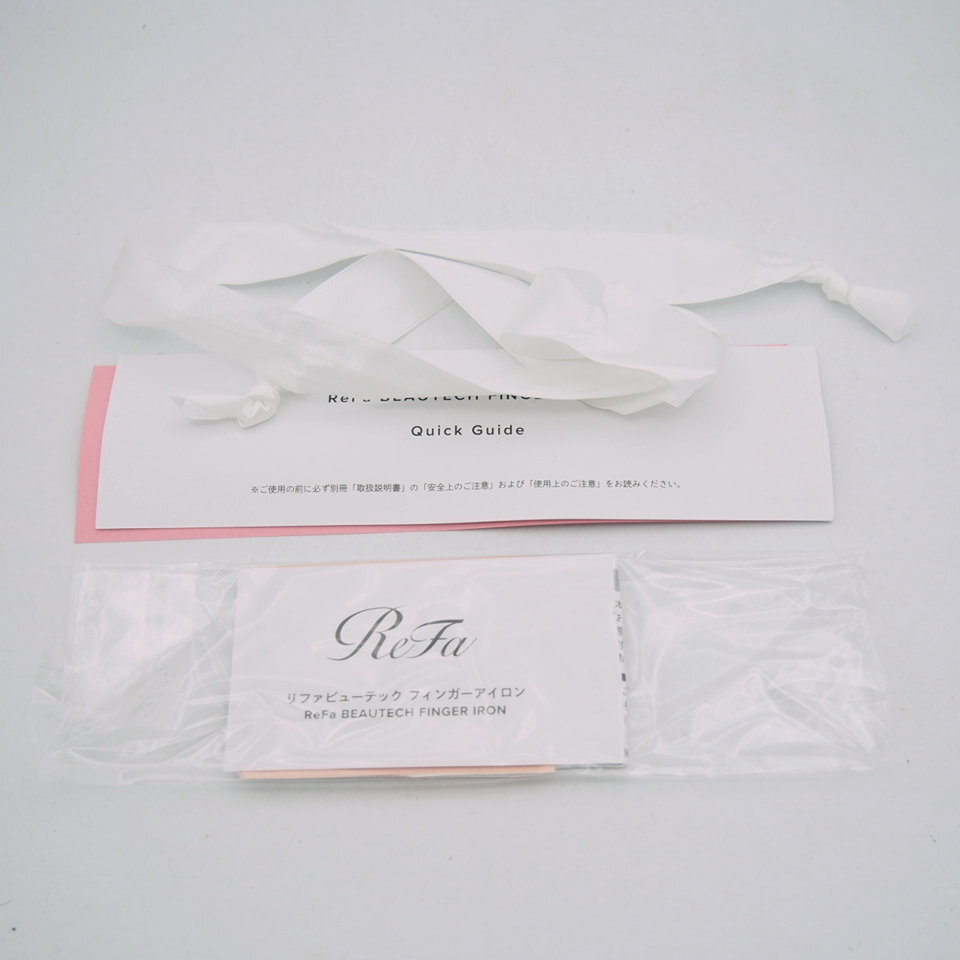 ReFa BEAUTECH
Quick Guide
※ご使用の前に必ず別冊「取扱説明書」の「安全上のご注意」および「使用上のご注意」をお読みください。
ReFa
リファビューテック フィンガーアイロン
ReFa BEAUTECH FINGER IRON